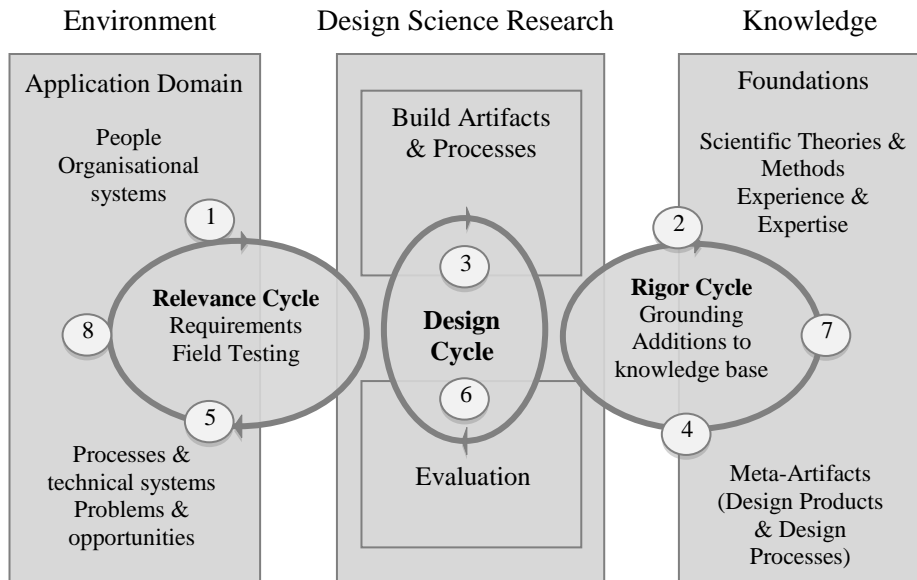 Environment
Design Science Research
Knowledge
Application Domain
People
Organisational
systems
1
Relevance Cycle
Requirements
Field Testing
8
5
Processes &
technical systems
Problems &
opportunities
Build Artifacts
& Processes
3
Design
Cycle
6
Evaluation
Foundations
Scientific Theories &
Methods
Experience &
Expertise
2
Rigor Cycle
Grounding
Additions to
knowledge base
7
4
Meta-Artifacts
(Design Products
& Design
Processes)